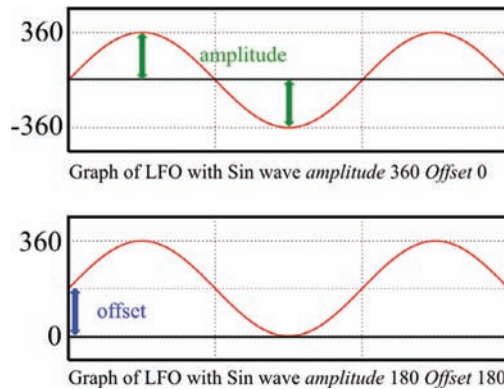 360
amplitude
-360
Graph of LFO with Sin wave amplitude 360 Offset 0
360
offset
0
Graph of LFO with Sin wave amplitude 180 Offset 180